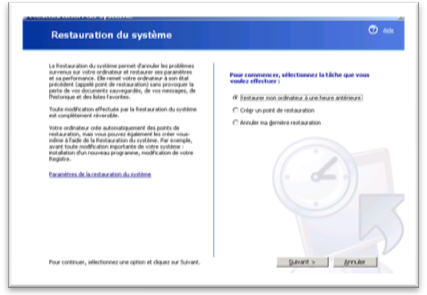 Restauration du système
Aide
La Restauration du système permet d'annuler les problèmes
survenus sur votre ordinateur et restaurer ses paramètres
et sa performance. Elle remet votre ordinateur à son état
précédent (appelé point de restauration) sans provoquer la
perte de vos documents sauvegardés, de vos messages, de
l'historique et des listes favorites.
Toute modification effectuée par la Restauration du système
est complètement réversible.
Votre ordinateur crée automatiquement des points de
restauration, mais vous pouvez également les créer vous-
même à l'aide de la Restauration du système. Par exemple,
avant toute modification importante de votre système :
installation d'un nouveau programme, modification de votre
Registre.
Paramètres de la restauration du système
Pour commencer, sélectionnez la tâche que vous
voulez effectuer :
Restaurer mon ordinateur à une heure antérieure
Créer un point de restauration
Annuler ma dernière restauration
Pour continuer, sélectionnez une option et cliquez sur Suivant.
Suivant >
Annuler